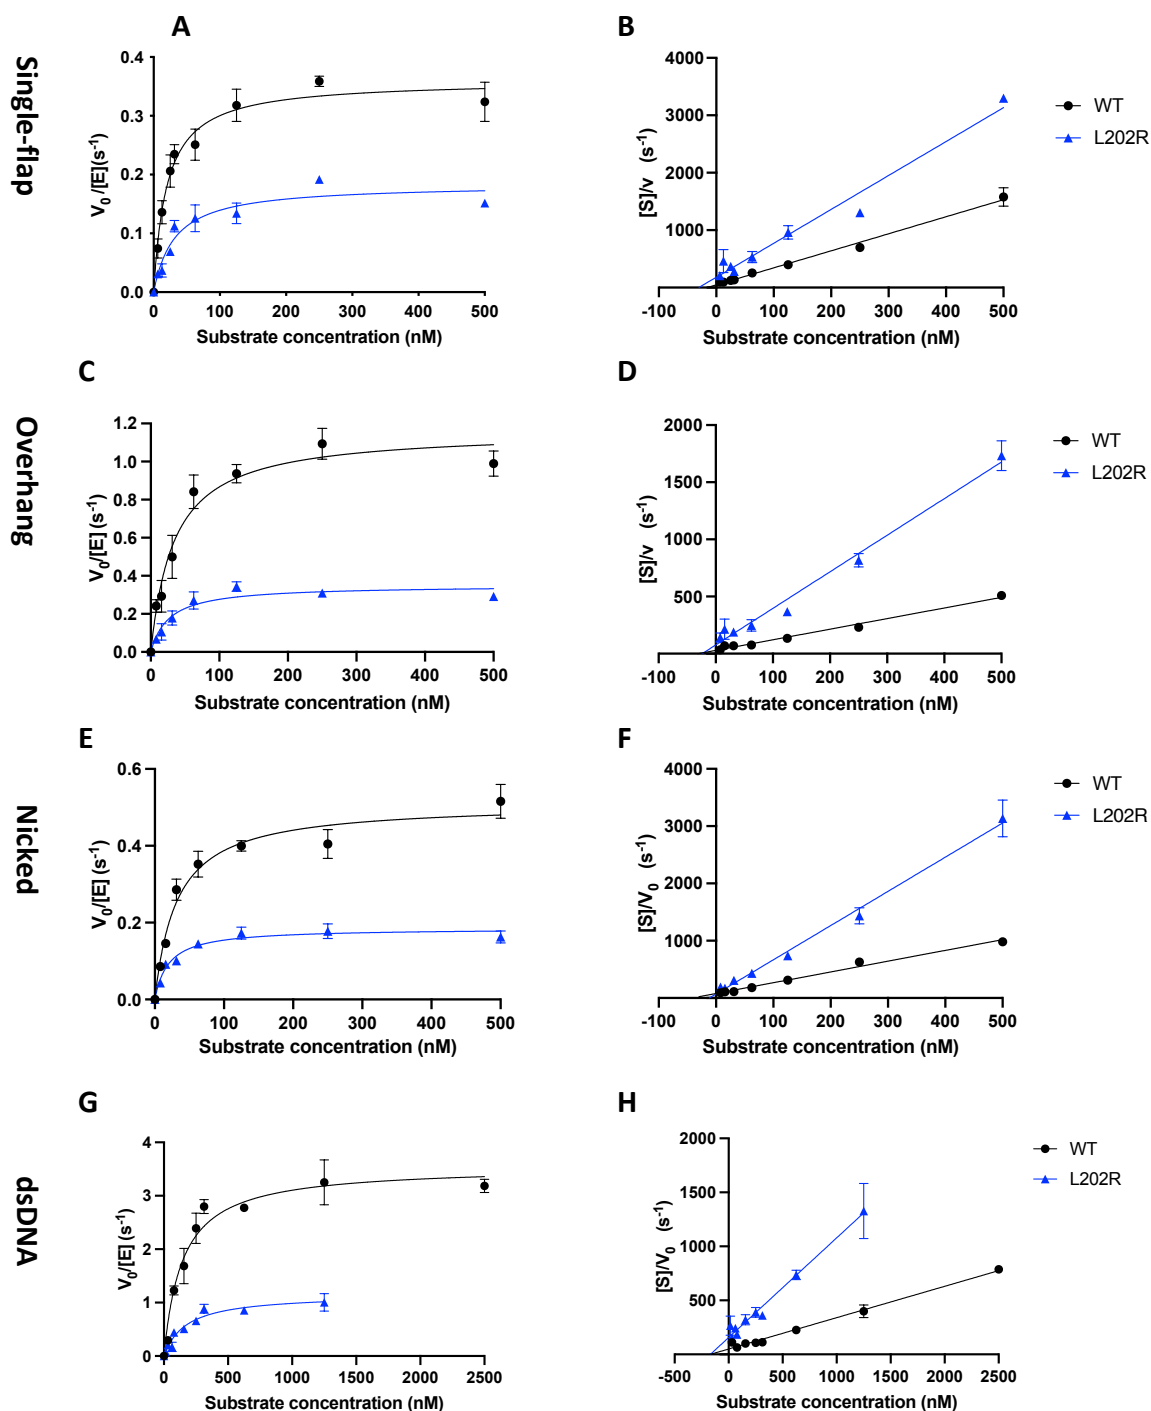 A
Single-flap
V0/[E](s-1)
0.4
0.3
0.2
0.1
0.0
0 100 200 300 400 500
Substrate concentration (nM)
B
[S]/v (s-1)
4000
3000
2000
1000
-100 0 100 200 300 400 500
Substrate concentration (nM)
WT
L202R
C
Overhang
V0/[E] (s-1)
1.2
1.0
0.8
0.6
0.4
0.2
0.0
0 100 200 300 400 500
Substrate concentration (nM)
D
[S]/v (s-1)
2000
1500
1000
500
-100 0 100 200 300 400 500
Substrate concentration (nM)
WT
L202R
E
Nicked
V0/[E] (s-1)
0.6
0.4
0.2
0.0
0 100 200 300 400 500
Substrate concentration (nM)
F
[S]/V0 (s-1)
4000
3000
2000
1000
-100 0 100 200 300 400 500
Substrate concentration (nM)
WT
L202R
G
dsDNA
V0/[E] (s-1)
4
3
2
1
0
0 500 1000 1500 2000 2500
Substrate concentration (nM)
H
[S]/V0 (s-1)
2000
1500
1000
500
-500 0 500 1000 1500 2000 2500
Substrate concentration (nM)
WT
L202R